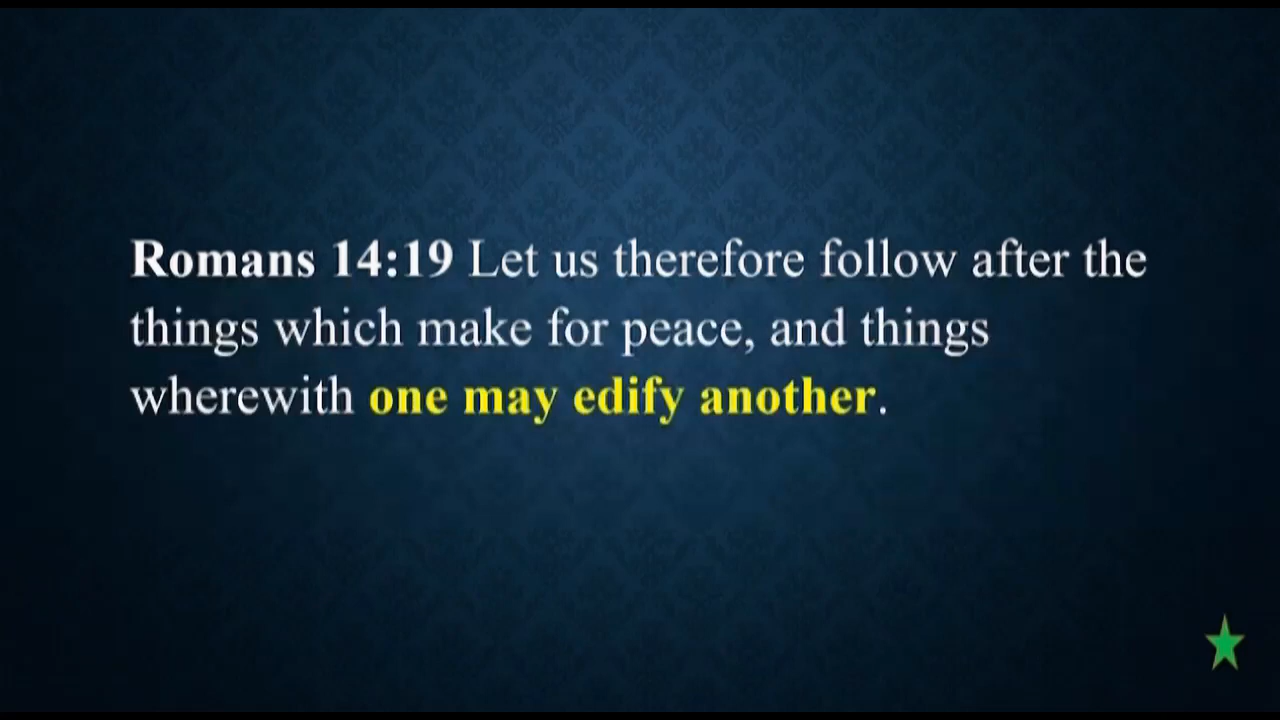 Romans 14:19 Let us therefore follow after the
things which make for peace, and things
wherewith one may edify another.